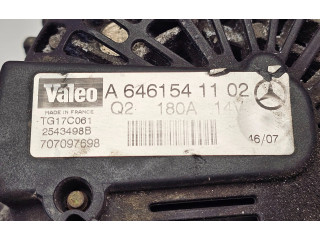 Valeo A 646154 11 02
MADE IN FRANCE Q2 180A 14V
TG17C061
2543498B
707097698 46/07